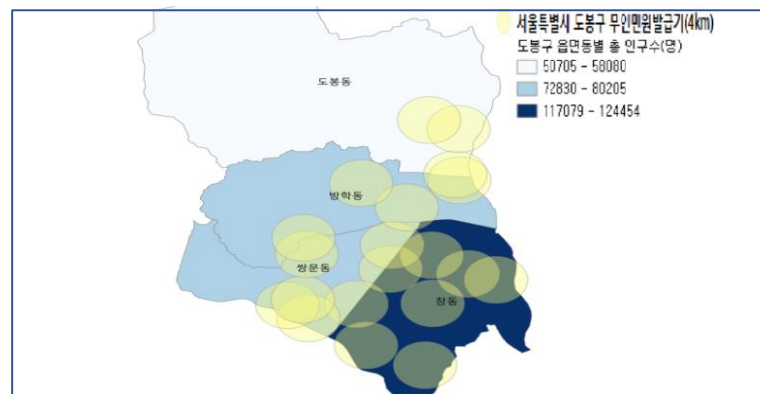 서울특별시 도봉구 무인민원발급기(4km)
도봉구 읍면동별 총 인구수(명)
50705 - 58080
72830 - 80205
117079 - 124454
도봉동
방학동
쌍문동
창동